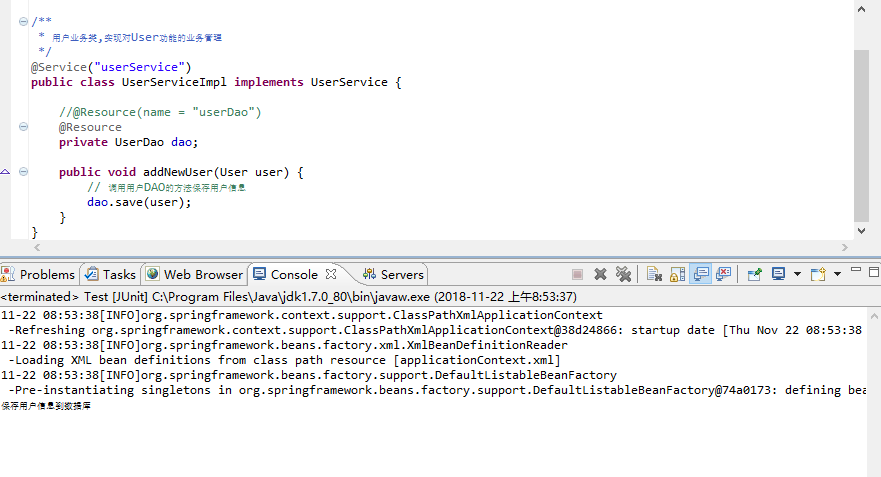 /**
 * 用户业务类,实现对User功能的业务管理
 */
@Service("userService")
public class UserServiceImpl implements UserService {
//@Resource(name = "userDao")
@Resource
private UserDao dao;
public void addNewUser(User user) {
// 调用用户DAO的方法保存用户信息
dao.save(user);
}
}
Problems Tasks Web Browser Console Servers
<terminated> Test [JUnit] C:\Program Files\Java\jdk1.7.0_80\bin\javaw.exe (2018-11-22 上午8:53:37)
11-22 08:53:38[INFO]org.springframework.context.support.ClassPathXmlApplicationContext
-Refreshing org.springframework.context.support.ClassPathXmlApplicationContext@38d24866: startup date [Thu Nov 22 08:53:38
11-22 08:53:38[INFO]org.springframework.beans.factory.xml.XmlBeanDefinitionReader
-Loading XML bean definitions from class path resource [applicationContext.xml]
11-22 08:53:38[INFO]org.springframework.beans.factory.support.DefaultListableBeanFactory
-Pre-instantiating singletons in org.springframework.beans.factory.support.DefaultListableBeanFactory@74a0173: defining bea
保存用户信息到数据库